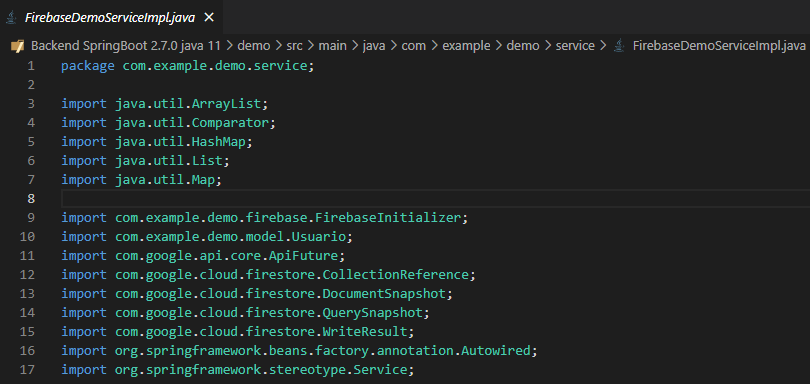 FirebaseDemoServiceImpl.java ×
Backend SpringBoot 2.7.0 java 11 > demo > src > main > java > com > example > demo > service > FirebaseDemoServiceImpl.java
1 package com.example.demo.service;
2
3 import java.util.ArrayList;
4 import java.util.Comparator;
5 import java.util.HashMap;
6 import java.util.List;
7 import java.util.Map;
8
9 import com.example.demo.firebase.FirebaseInitializer;
10 import com.example.demo.model.Usuario;
11 import com.google.api.core.ApiFuture;
12 import com.google.cloud.firestore.CollectionReference;
13 import com.google.cloud.firestore.DocumentSnapshot;
14 import com.google.cloud.firestore.QuerySnapshot;
15 import com.google.cloud.firestore.WriteResult;
16 import org.springframework.beans.factory.annotation.Autowired;
17 import org.springframework.stereotype.Service;